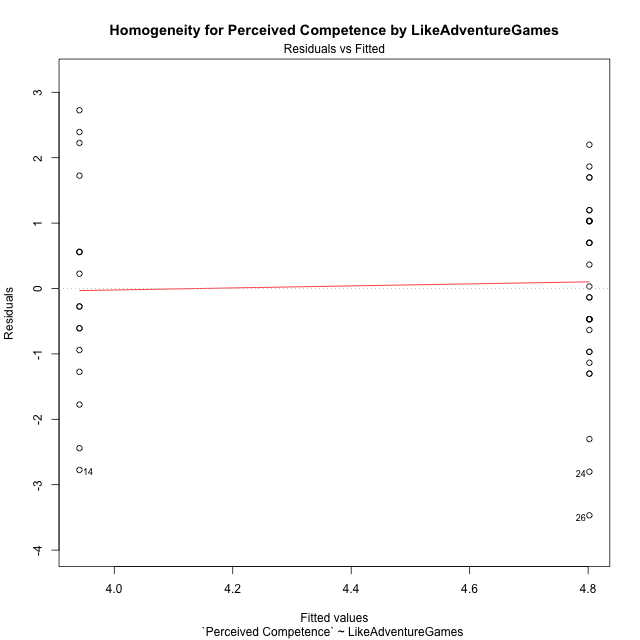 Homogeneity for Perceived Competence by LikeAdventureGames
Residuals vs Fitted
3
2
1
0
-1
-2
-3
-4
Residuals
14
24
26
4.0 4.2 4.4 4.6 4.8
Fitted values
`Perceived Competence` ~ LikeAdventureGames